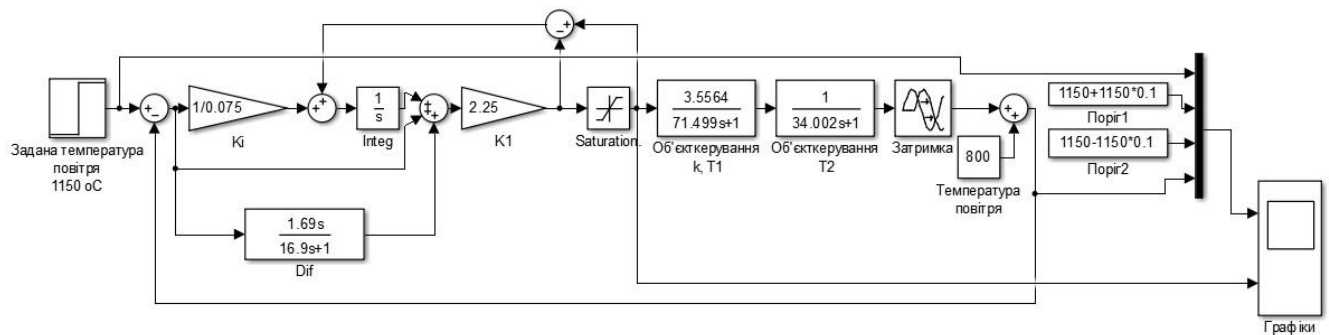 Задана температура
повітря
1150 оС
1/0.075
Ki
1
s
Integ
1.69s
16.9s+1
Dif
2.25
K1
Saturation.
3.5564
71.499s+1
Об'єкткерування
k, T1
1
34.002s+1
Об'єкткерування
T2
Затримка
800
Температура
повітря
1150+1150*0.1
Поріг1
1150-1150*0.1
Поріг2
Графіки